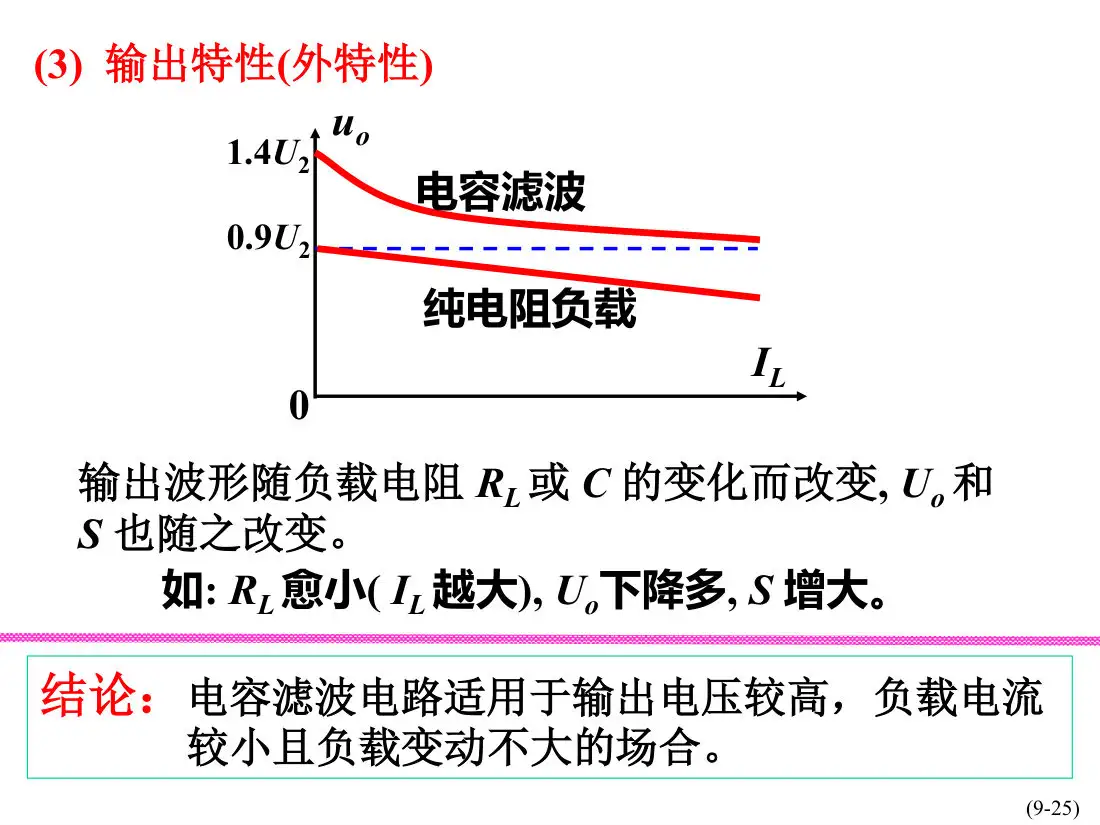 (3) 输出特性(外特性)
uo
1.4U2
电容滤波
0.9U2
纯电阻负载
IL
0
输出波形随负载电阻 RL 或 C 的变化而改变, Uo 和
S 也随之改变。
如: RL 愈小( IL 越大), Uo 下降多, S 增大。
结论：电容滤波电路适用于输出电压较高，负载电流
较小且负载变动不大的场合。
(9-25)